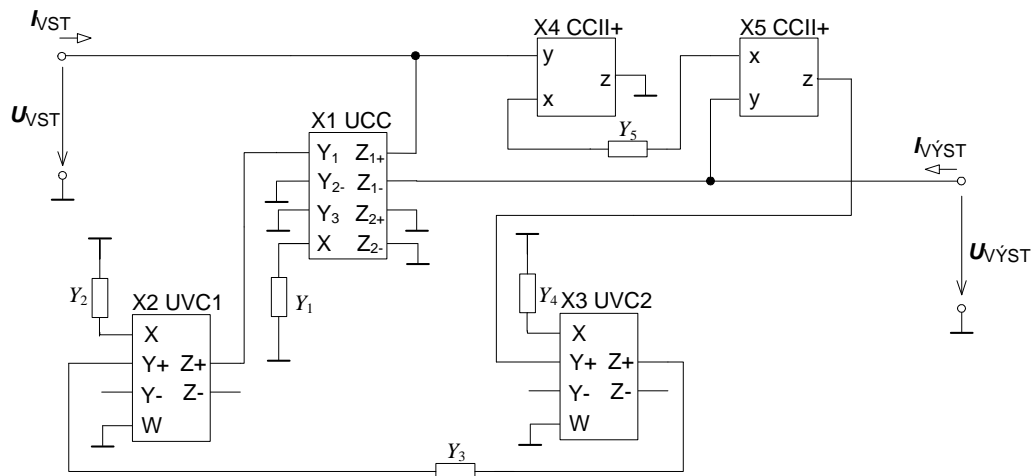 IVST
UVST
X4 CCII+
y
x
z
X5 CCII+
x
y
z
Y5
X1 UCC
Y1
Y2-
Y3
X
Z1+
Z1-
Z2+
Z2-
IVÝST
UVÝST
Y2
X2 UVC1
X
Y+
Y-
W
Z+
Z-
Y1
Y4
X3 UVC2
X
Y+
Y-
W
Z+
Z-
Y3